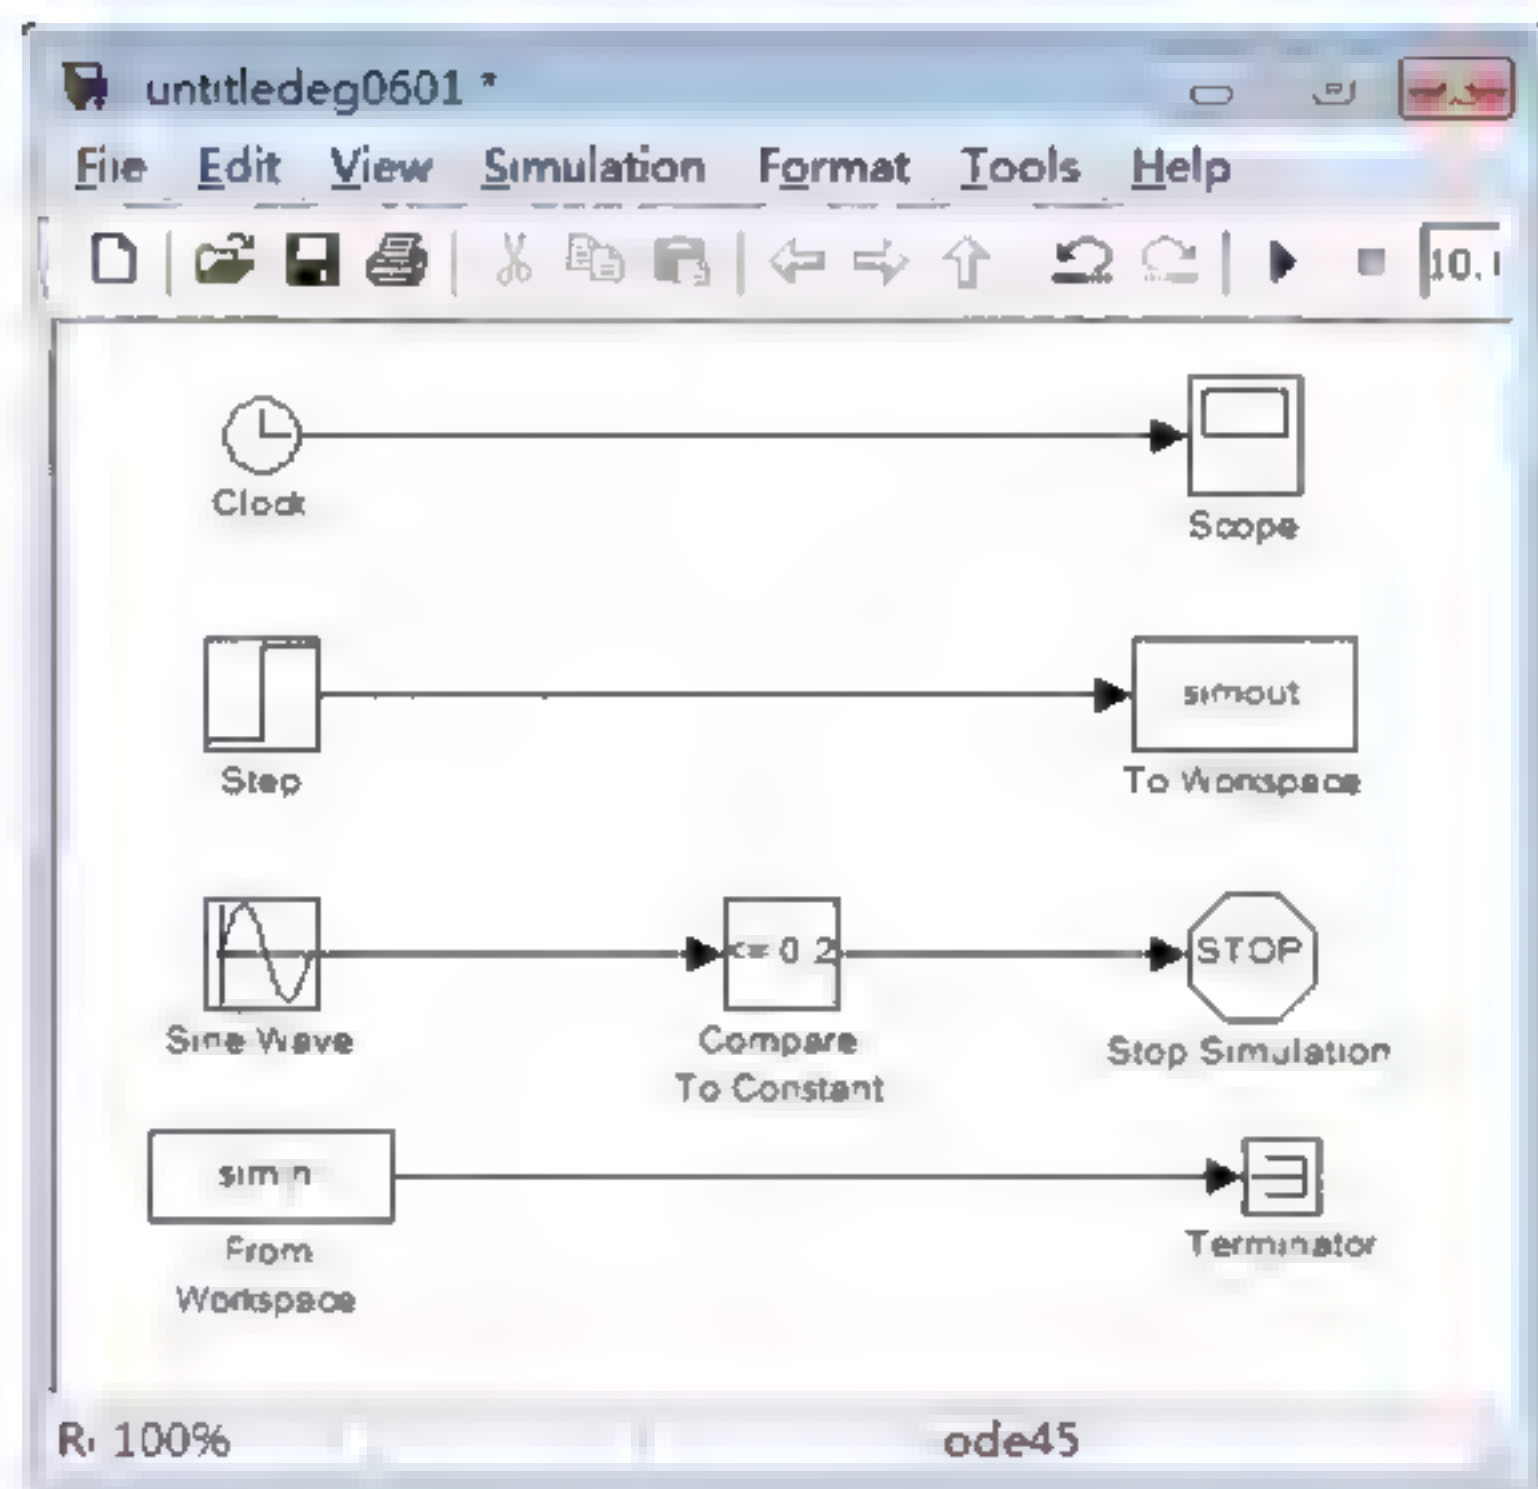 untitledeg0601 *
File Edit View Simulation Format Tools Help
10.
Clock
Scope
Step
simout
To Workspace
Sine Wave
<= 0.2
Compare
To Constant
STOP
Stop Simulation
simin
From
Workspace
Terminator
100% ode45